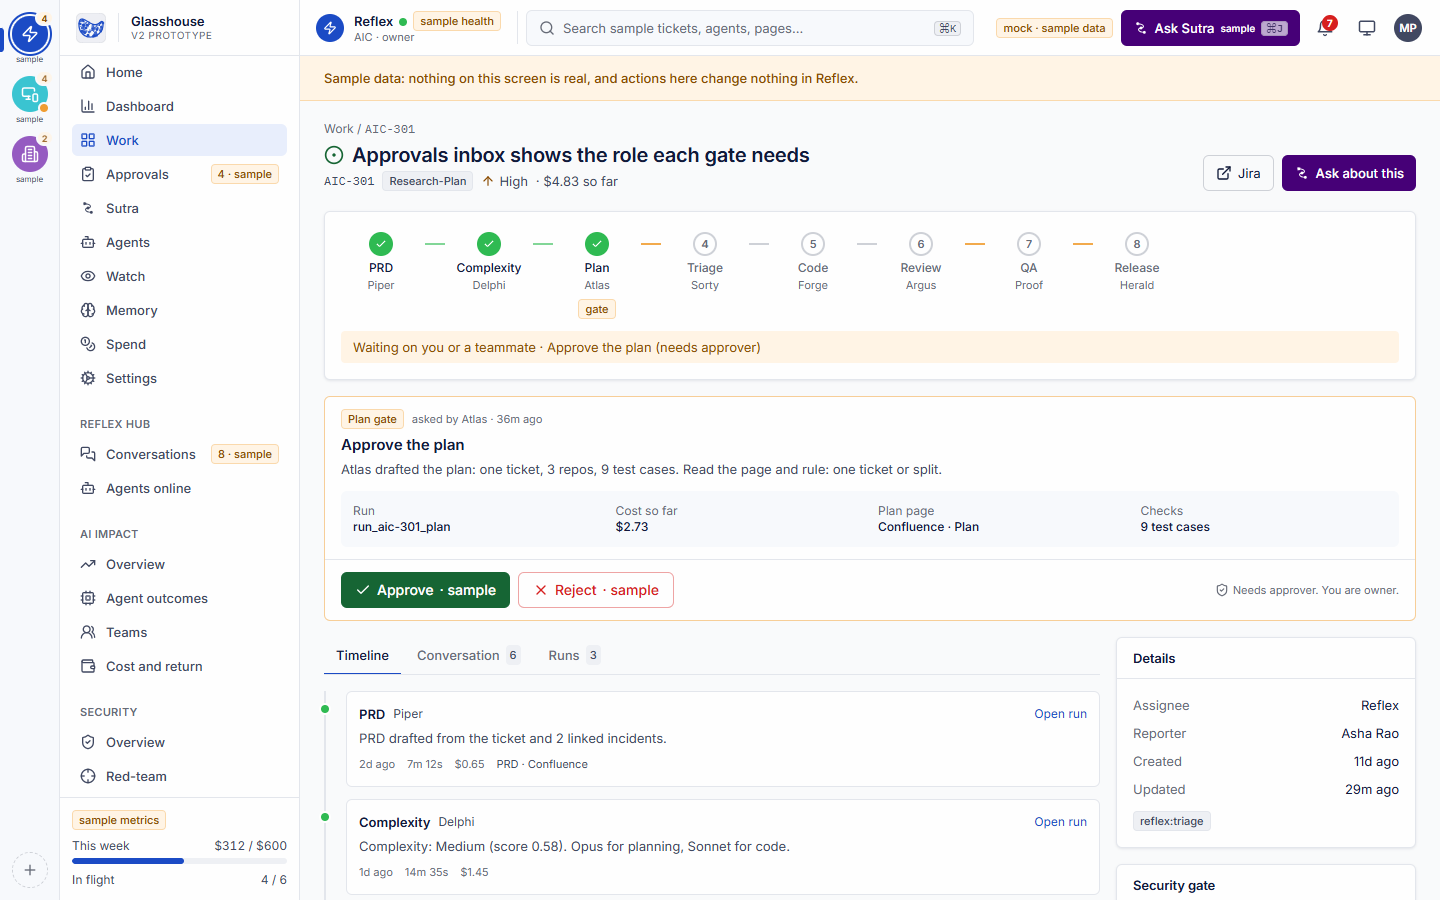 4
sample
4
sample
2
sample
Glasshouse
V2 PROTOTYPE
Home
Dashboard
Work
Approvals 4 · sample
Sutra
Agents
Watch
Memory
Spend
Settings
REFLEX HUB
Conversations 8 · sample
Agents online
AI IMPACT
Overview
Agent outcomes
Teams
Cost and return
SECURITY
Overview
Red-team
sample metrics
This week $312 / $600
In flight 4 / 6
Reflex sample health
AIC · owner
Search sample tickets, agents, pages... ⌘K
mock · sample data
Ask Sutra sample ⌘J
7
MP
Sample data: nothing on this screen is real, and actions here change nothing in Reflex.
Work / AIC-301
Approvals inbox shows the role each gate needs
AIC-301 Research-Plan High · $4.83 so far
Jira
Ask about this
4 5 6 7 8
PRD Complexity Plan Triage Code Review QA Release
Piper Delphi Atlas Sorty Forge Argus Proof Herald
gate
Waiting on you or a teammate · Approve the plan (needs approver)
Plan gate asked by Atlas · 36m ago
Approve the plan
Atlas drafted the plan: one ticket, 3 repos, 9 test cases. Read the page and rule: one ticket or split.
Run Cost so far Plan page Checks
run_aic-301_plan $2.73 Confluence · Plan 9 test cases
Approve · sample Reject · sample Needs approver. You are owner.
Timeline Conversation 6 Runs 3
PRD Piper Open run
PRD drafted from the ticket and 2 linked incidents.
2d ago 7m 12s $0.65 PRD · Confluence
Complexity Delphi Open run
Complexity: Medium (score 0.58). Opus for planning, Sonnet for code.
1d ago 14m 35s $1.45
Details
Assignee Reflex
Reporter Asha Rao
Created 11d ago
Updated 29m ago
reflex:triage
Security gate